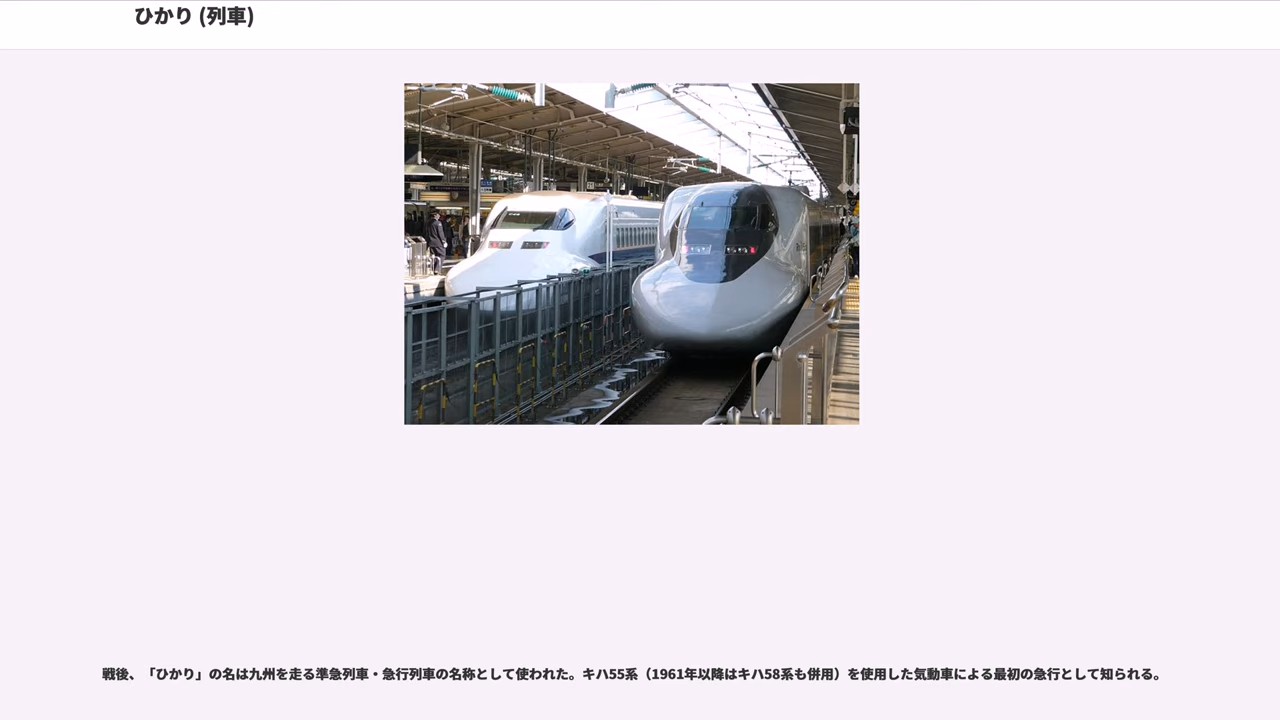 ひかり (列車)
戦後、「ひかり」の名は九州を走る準急列車・急行列車の名称として使われた。キハ55系（1961年以降はキハ58系も併用）を使用した気動車による最初の急行として知られる。